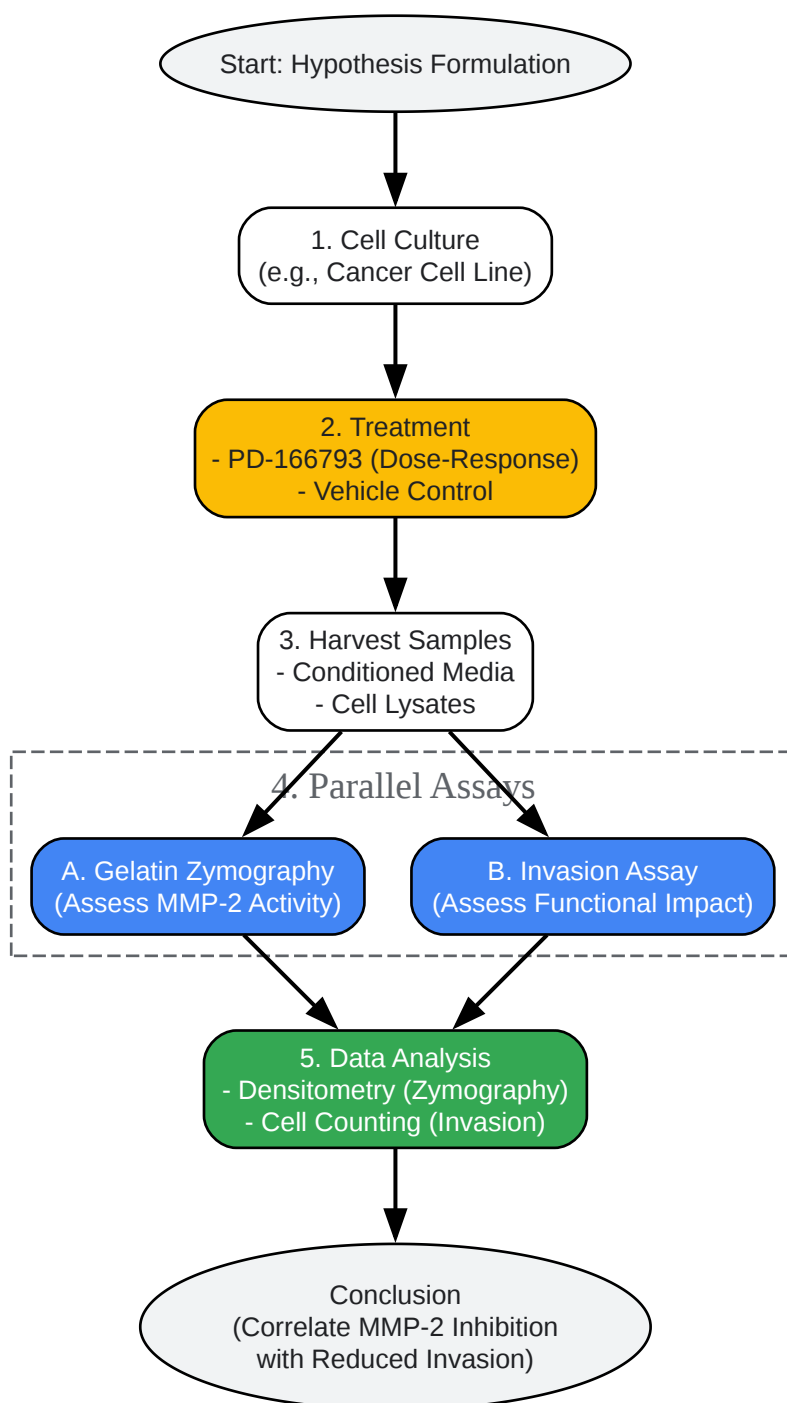 Start: Hypothesis Formulation
1. Cell Culture
(e.g., Cancer Cell Line)
2. Treatment
- PD-166793 (Dose-Response)
- Vehicle Control
3. Harvest Samples
- Conditioned Media
- Cell Lysates
4. Parallel Assays
A. Gelatin Zymography
(Assess MMP-2 Activity)
B. Invasion Assay
(Assess Functional Impact)
5. Data Analysis
- Densitometry (Zymography)
- Cell Counting (Invasion)
Conclusion
(Correlate MMP-2 Inhibition
with Reduced Invasion)